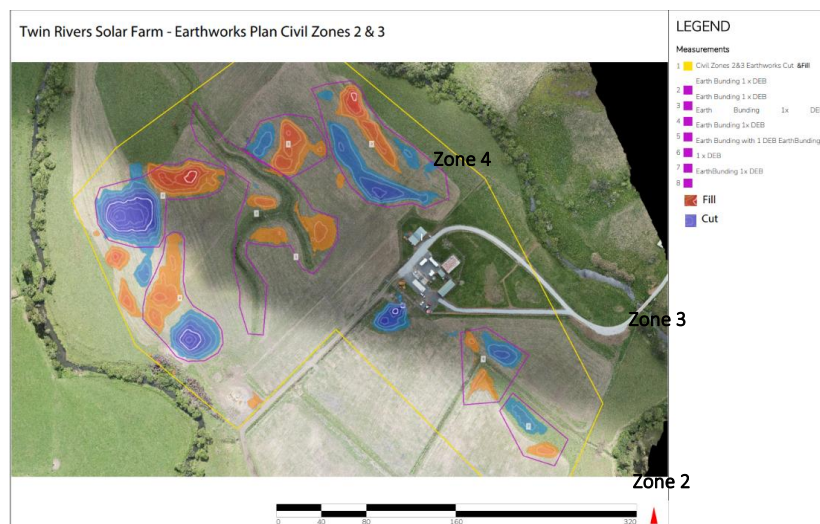 Twin Rivers Solar Farm - Earthworks Plan Civil Zones 2 & 3
LEGEND
Measurements
1 Civil Zones 2&3 Earthworks Cut &Fill
Earth Bunding 1 x DEB
2
Earth Bunding 1 x DEB
3
Earth Bunding 1x DEB
4
Earth Bunding 1x DEB
5
Earth Bunding with 1 DEB EarthBunding
6
1 x DEB
7
EarthBunding 1x DEB
8
Fill
Cut
Zone 4
Zone 3
Zone 2
0 40 80 160 320